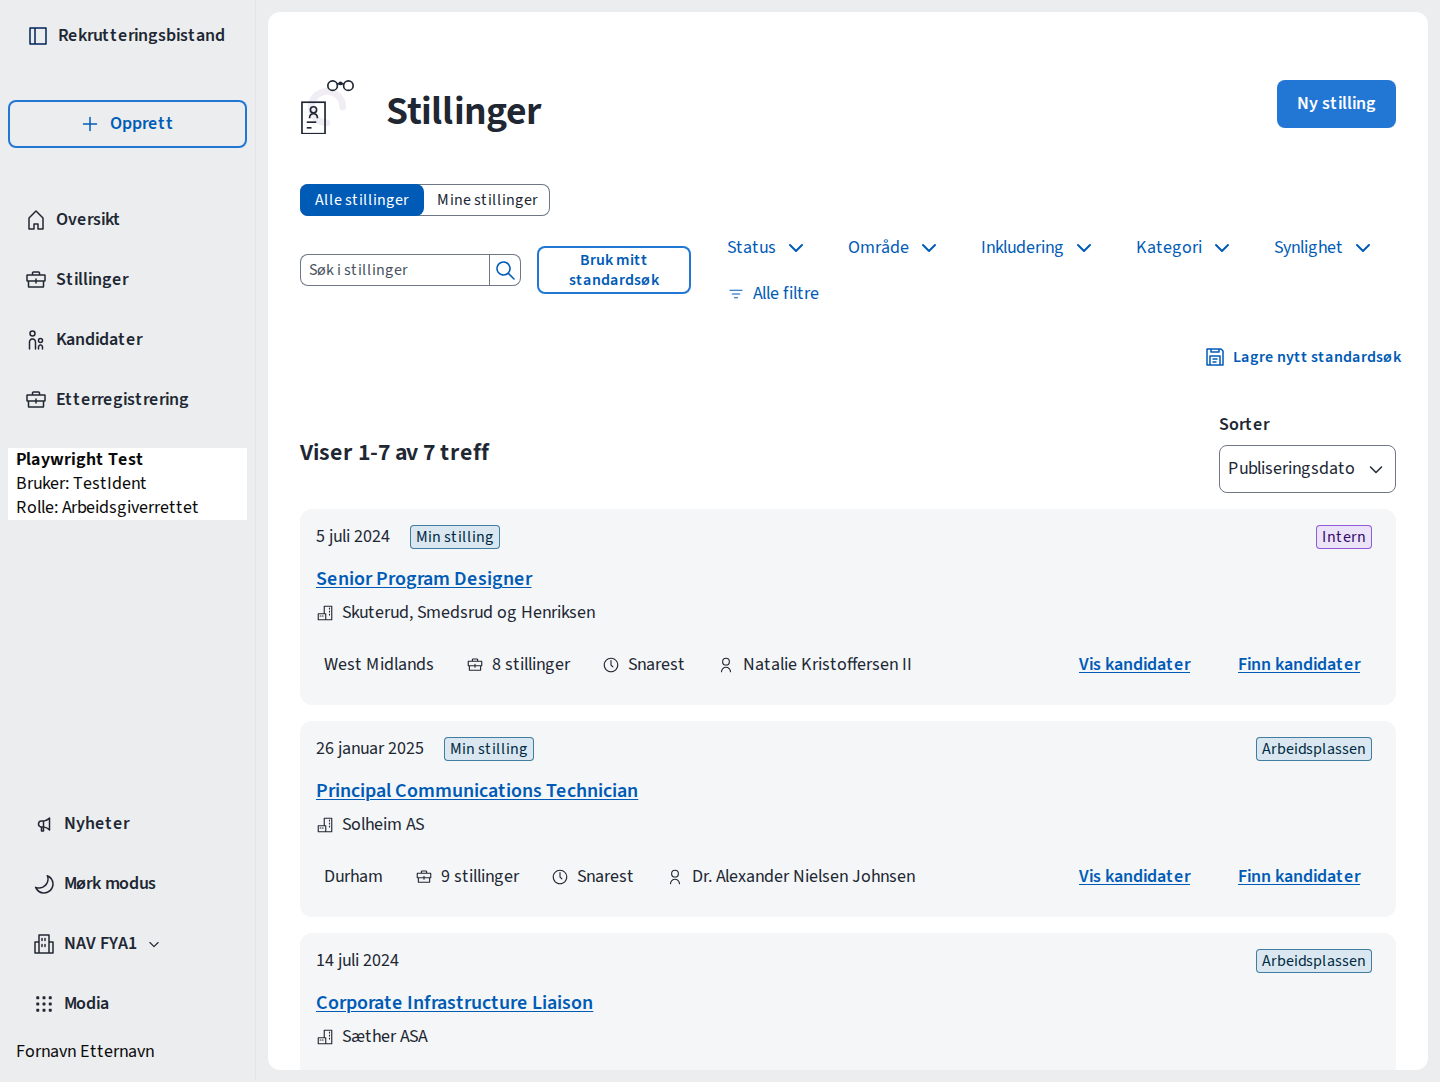 Rekrutteringsbistand
Opprett
Oversikt
Stillinger
Kandidater
Etterregistrering
Playwright Test
Bruker: TestIdent
Rolle: Arbeidsgiverrettet
Nyheter
Mørk modus
NAV FYA1
Modia
Fornavn Etternavn
Stillinger
Ny stilling
Alle stillinger
Mine stillinger
Søk i stillinger
Bruk mitt
standardsøk
Status
Område
Inkludering
Kategori
Synlighet
Alle filtre
Lagre nytt standardsøk
Viser 1-7 av 7 treff
Sorter
Publiseringsdato
5 juli 2024
Min stilling
Intern
Senior Program Designer
Skuterud, Smedsrud og Henriksen
West Midlands
8 stillinger
Snarest
Natalie Kristoffersen II
Vis kandidater
Finn kandidater
26 januar 2025
Min stilling
Arbeidsplassen
Principal Communications Technician
Solheim AS
Durham
9 stillinger
Snarest
Dr. Alexander Nielsen Johnsen
Vis kandidater
Finn kandidater
14 juli 2024
Arbeidsplassen
Corporate Infrastructure Liaison
Sæther ASA